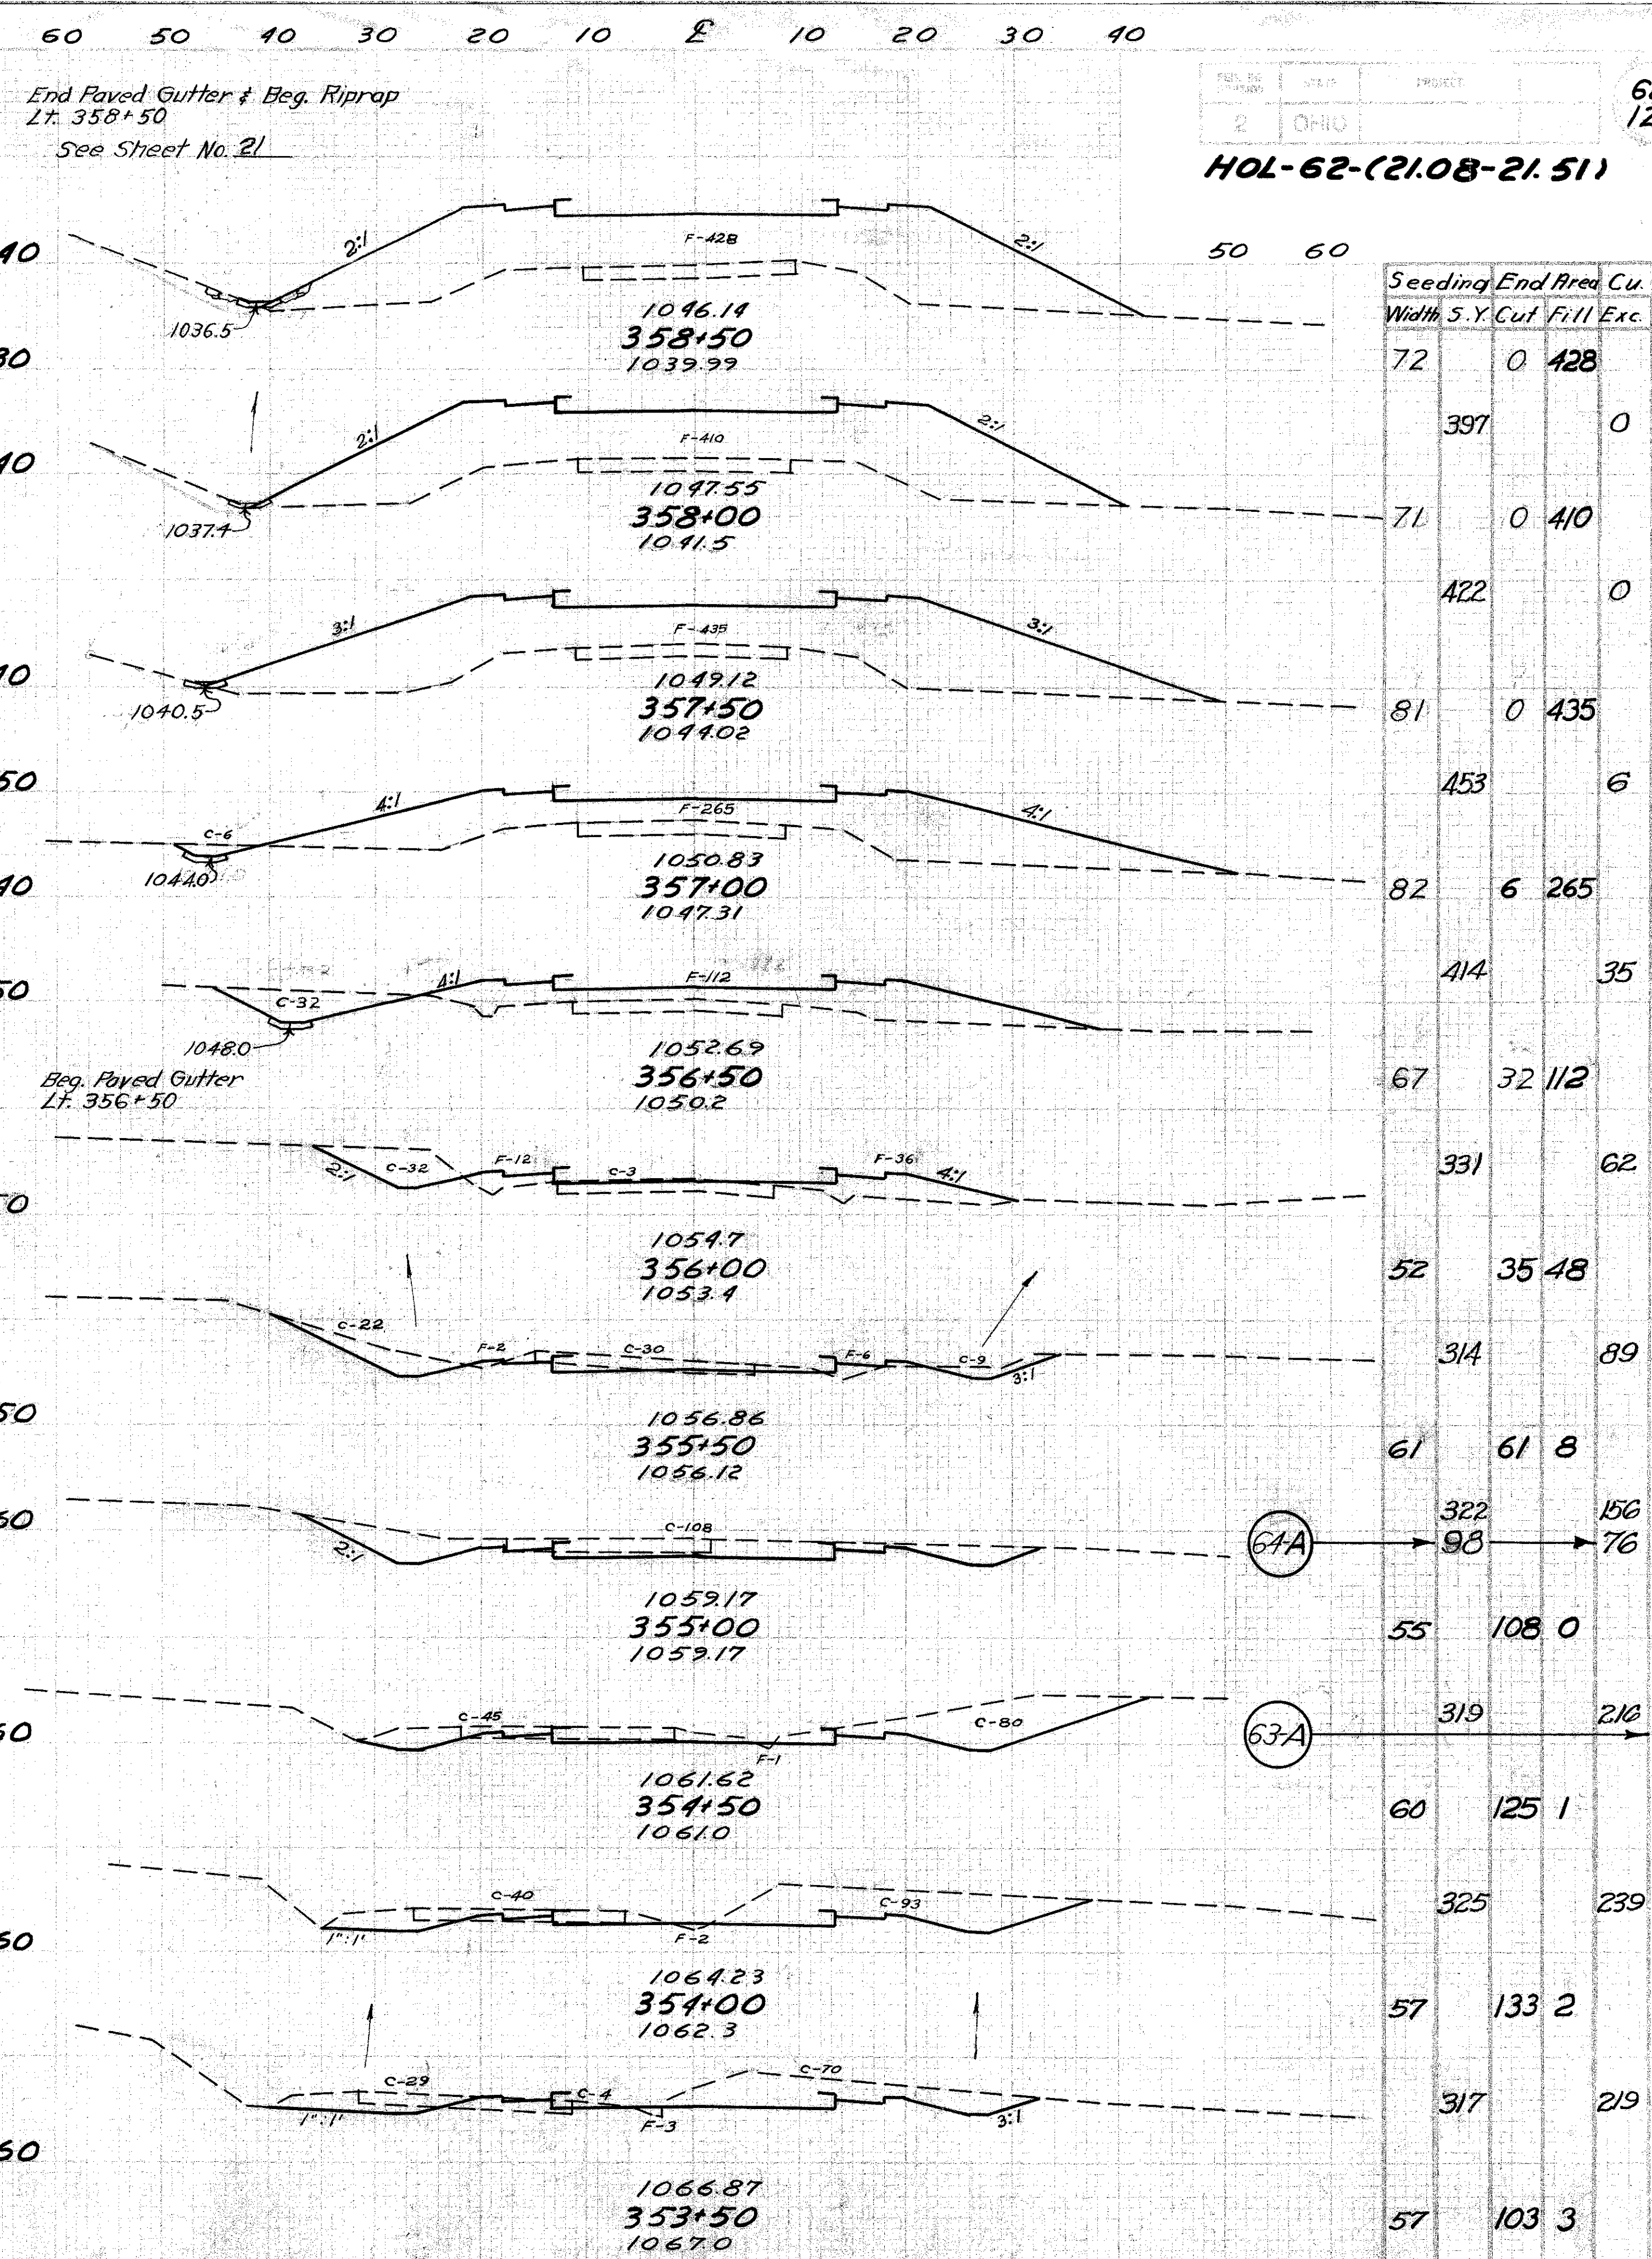 60 50 40 30 20 10 ℄ 10 20 30 40
End Paved Gutter & Beg. Riprap
Lt. 358+50
See Sheet No. 21
2 OHIO
PROJECT
HOL-62-(21.08-21.51)
50 60
Seeding End Area Cu.
Width S.Y. Cut Fill Exc.
40
2:1
F-428
2:1
1036.5
1046.14
358+50
1039.99
72 0 428
30
397 0
2:1
F-410
2:1
40
1037.4
1047.55
358+00
1041.5
71 0 410
422 0
3:1
F-435
3:1
40
1040.5
1049.12
357+50
1044.02
81 0 435
50
453 6
4:1
F-265
4:1
C-6
1044.0
40
1050.83
357+00
1047.31
82 6 265
50
414 35
4:1
F-112
C-32
1048.0
1052.69
356+50
1050.2
67 32 112
Beg. Paved Gutter
Lt. 356+50
331 62
2:1
C-32
F-12
C-3
F-36
4:1
1054.7
356+00
1053.4
52 35 48
314 89
C-22
F-2
C-30
F-6
C-9
3:1
50
1056.86
355+50
1056.12
61 61 8
322 156
60
2:1
C-108
64-A 98 76
1059.17
355+00
1059.17
55 108 0
319 216
C-45
F-1
C-80
63-A
1061.62
354+50
1061.0
60 125 1
325 239
C-40
C-93
1":1'
F-2
1064.23
354+00
1062.3
57 133 2
317 219
C-29
C-4
C-70
1":1'
F-3
3:1
1066.87
353+50
1067.0
57 103 3